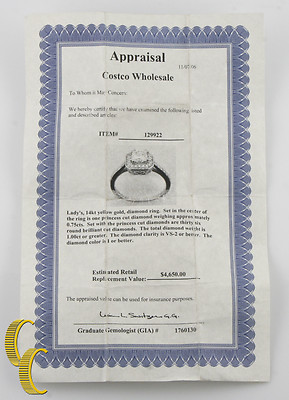 Appraisal
11/07/06
Costco Wholesale
To Whom it May Concern:
We hereby certify that we have examined the following listed
and described articles:
ITEM# 129922
Lady's, 14kt yellow gold, diamond ring. Set in the center of
the ring is one princess cut diamond weighing approximately
0.75cts. Set with the princess cut diamonds are thirty six
round brilliant cut diamonds. The total diamond weight is
1.00ct or greater. The diamond clarity is VS-2 or better. The
diamond color is I or better.
Estimated Retail
Replacement Value: $4,650.00
The appraised value can be used for insurance purposes.
Graduate Gemologist (GIA) # 1760130